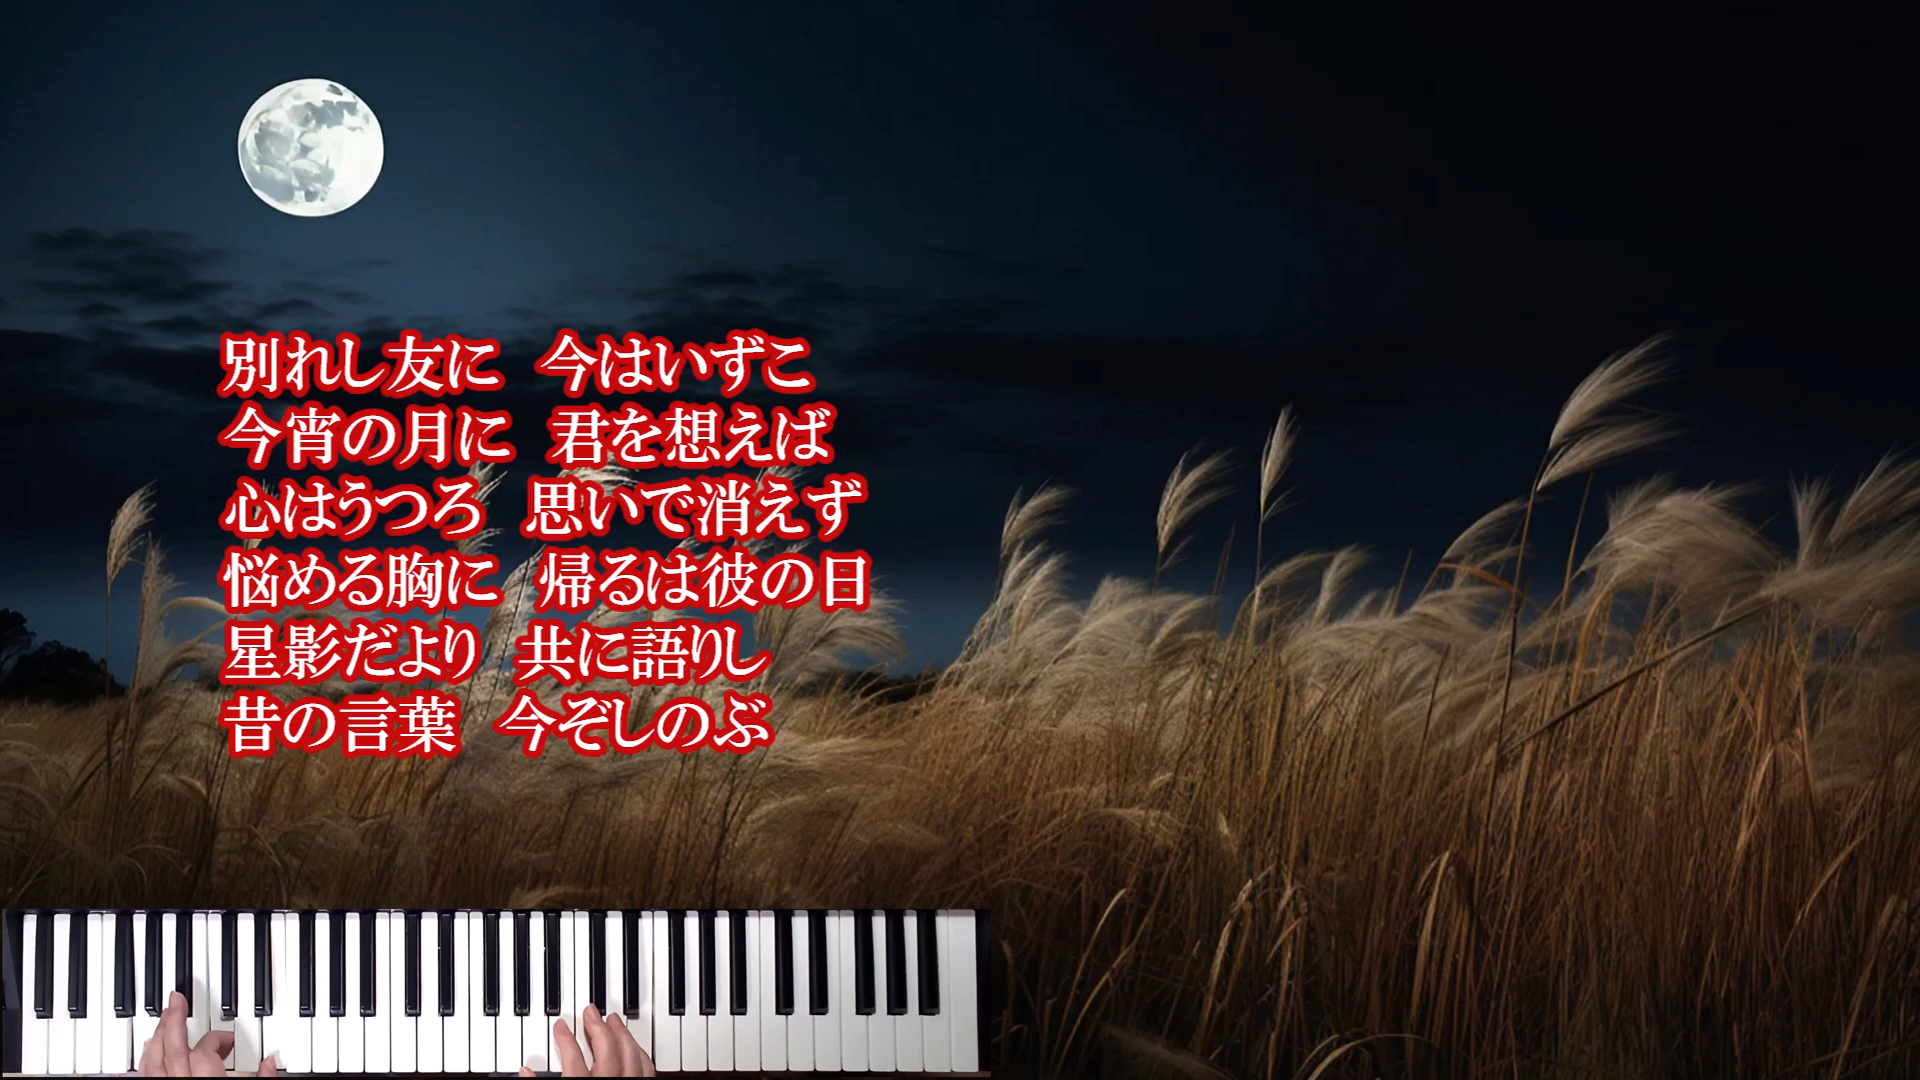 別れし友に　今はいずこ
今宵の月に　君を想えば
心はうつろ　思いで消えず
悩める胸に　帰るは彼の日
星影だより　共に語りし
昔の言葉　今ぞしのぶ